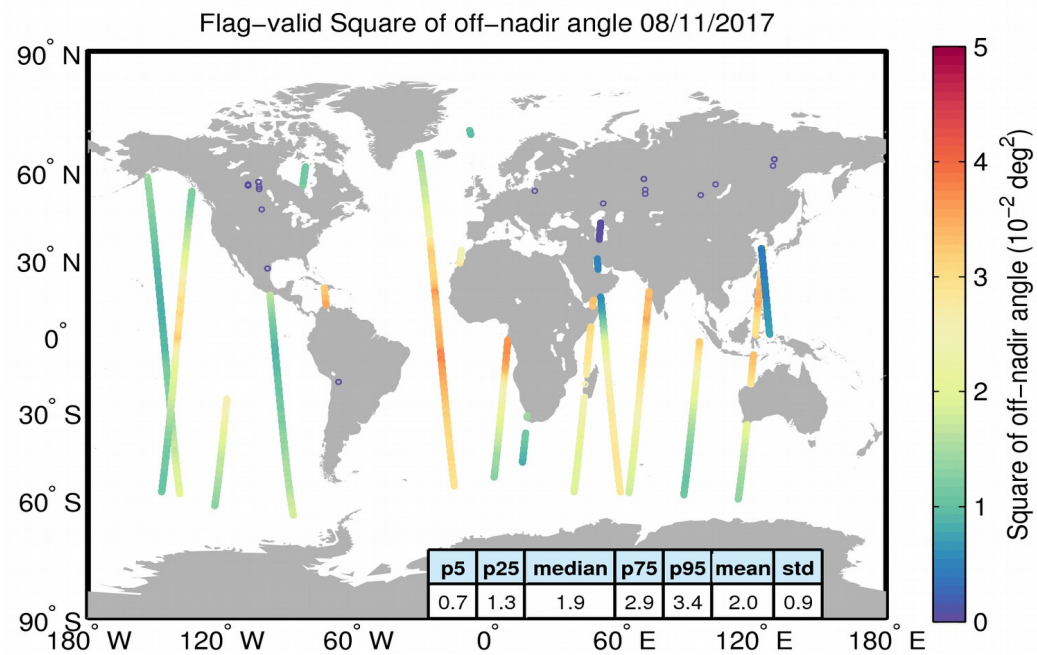 Flag−valid Square of off−nadir angle 08/11/2017
90° N
60° N
30° N
0°
30° S
60° S
90° S
180° W
120° W
60° W
0°
60° E
120° E
180° E
p5 p25 median p75 p95 mean std
0.7 1.3 1.9 2.9 3.4 2.0 0.9
5
4
3
2
1
0
Square of off−nadir angle (10⁻² deg²)